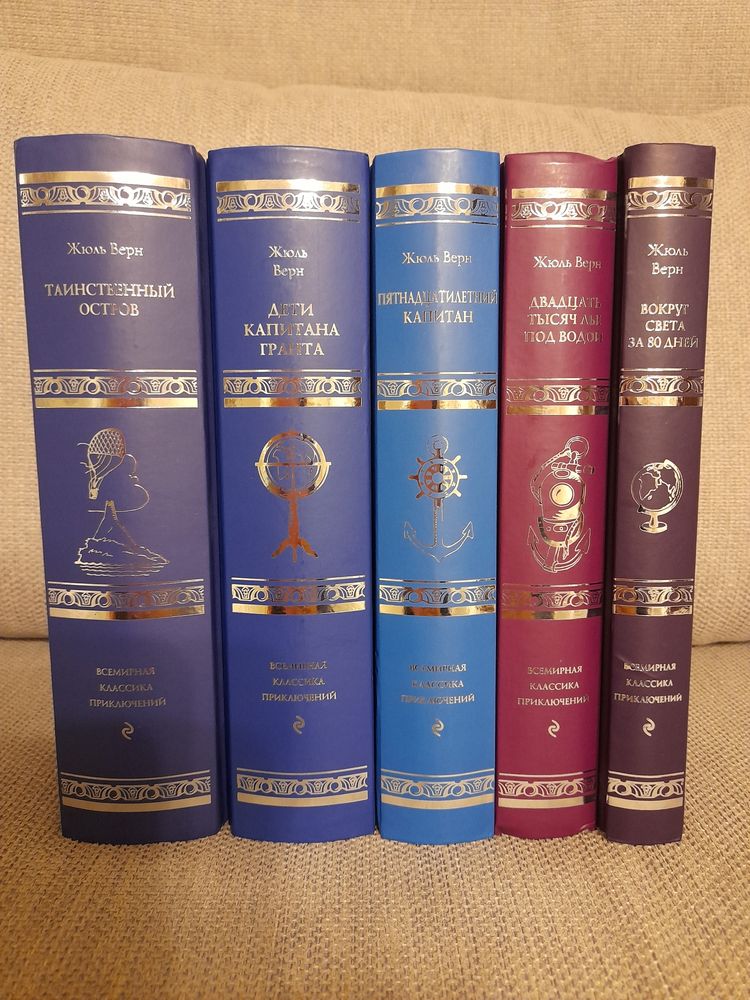 Жюль Верн
ТАИНСТВЕННЫЙ
ОСТРОВ
ВСЕМИРНАЯ
КЛАССИКА
ПРИКЛЮЧЕНИЙ
Жюль
Верн
ДЕТИ
КАПИТАНА
ГРАНТА
ВСЕМИРНАЯ
КЛАССИКА
ПРИКЛЮЧЕНИЙ
Жюль Верн
ПЯТНАДЦАТИЛЕТНИЙ
КАПИТАН
ВСЕМИРНАЯ
КЛАССИКА
ПРИКЛЮЧЕНИЙ
Жюль Верн
ДВАДЦАТЬ
ТЫСЯЧ ЛЬЕ
ПОД ВОДОЙ
ВСЕМИРНАЯ
КЛАССИКА
ПРИКЛЮЧЕНИЙ
Жюль
Верн
ВОКРУГ
СВЕТА
ЗА 80 ДНЕЙ
ВСЕМИРНАЯ
КЛАССИКА
ПРИКЛЮЧЕНИЙ